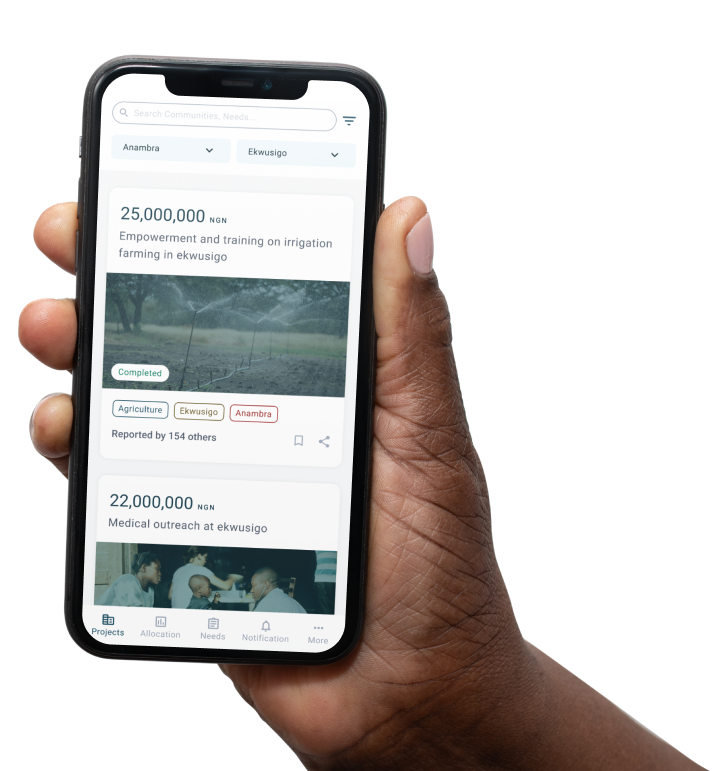 Search Communities, Needs...
Anambra
Ekwusigo
25,000,000 NGN
Empowerment and training on irrigation
farming in ekwusigo
Completed
Agriculture
Ekwusigo
Anambra
Reported by 154 others
22,000,000 NGN
Medical outreach at ekwusigo
Projects
Allocation
Needs
Notification
More